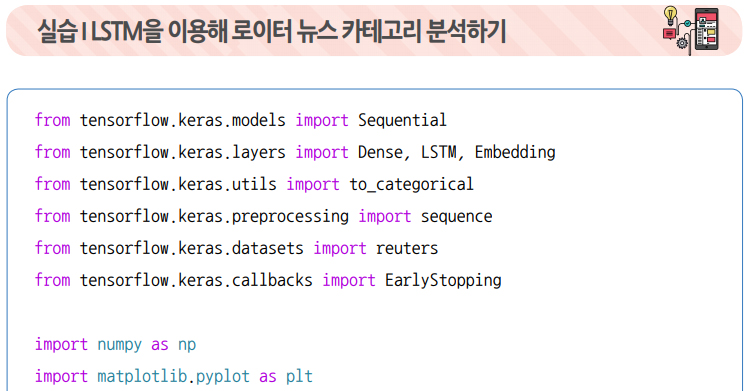 실습 I LSTM을 이용해 로이터 뉴스 카테고리 분석하기
from tensorflow.keras.models import Sequential
from tensorflow.keras.layers import Dense, LSTM, Embedding
from tensorflow.keras.utils import to_categorical
from tensorflow.keras.preprocessing import sequence
from tensorflow.keras.datasets import reuters
from tensorflow.keras.callbacks import EarlyStopping
import numpy as np
import matplotlib.pyplot as plt